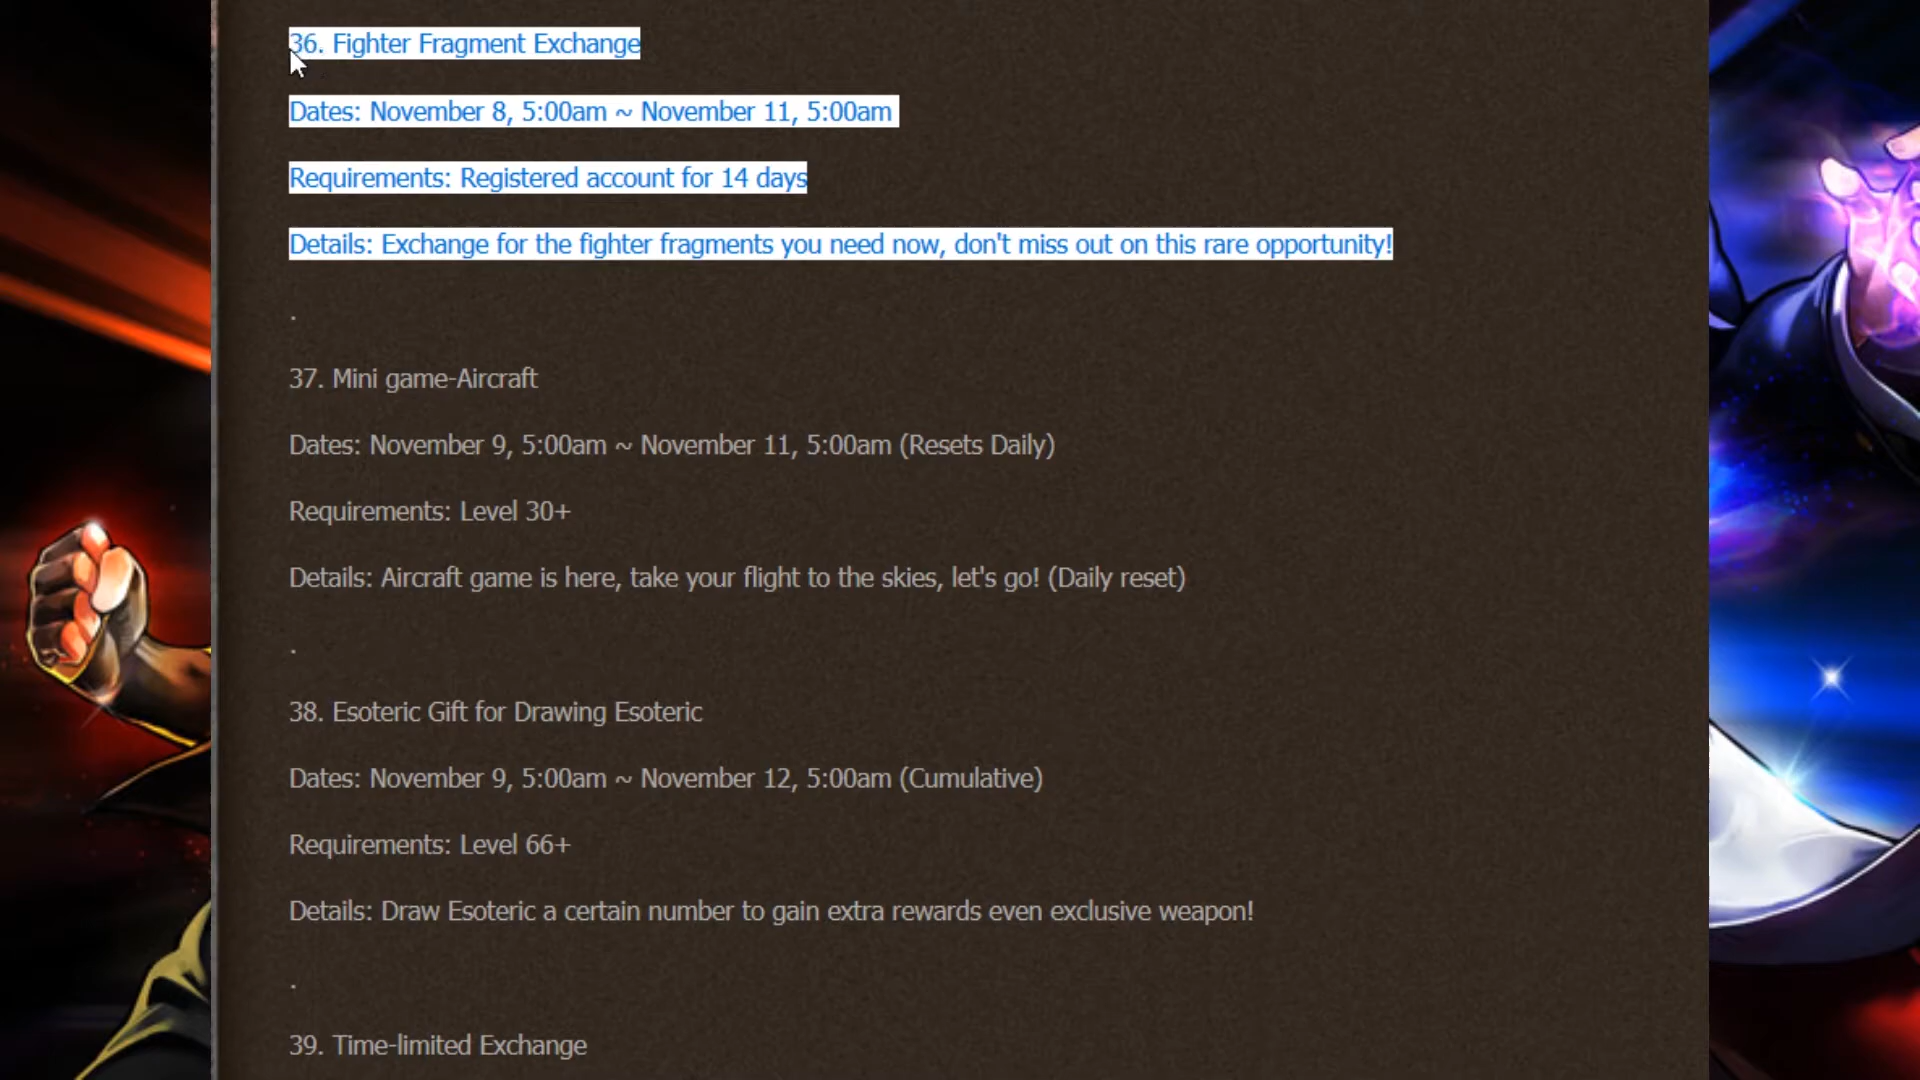 36. Fighter Fragment Exchange
Dates: November 8, 5:00am ~ November 11, 5:00am
Requirements: Registered account for 14 days
Details: Exchange for the fighter fragments you need now, don't miss out on this rare opportunity!
.
37. Mini game-Aircraft
Dates: November 9, 5:00am ~ November 11, 5:00am (Resets Daily)
Requirements: Level 30+
Details: Aircraft game is here, take your flight to the skies, let's go! (Daily reset)
.
38. Esoteric Gift for Drawing Esoteric
Dates: November 9, 5:00am ~ November 12, 5:00am (Cumulative)
Requirements: Level 66+
Details: Draw Esoteric a certain number to gain extra rewards even exclusive weapon!
.
39. Time-limited Exchange